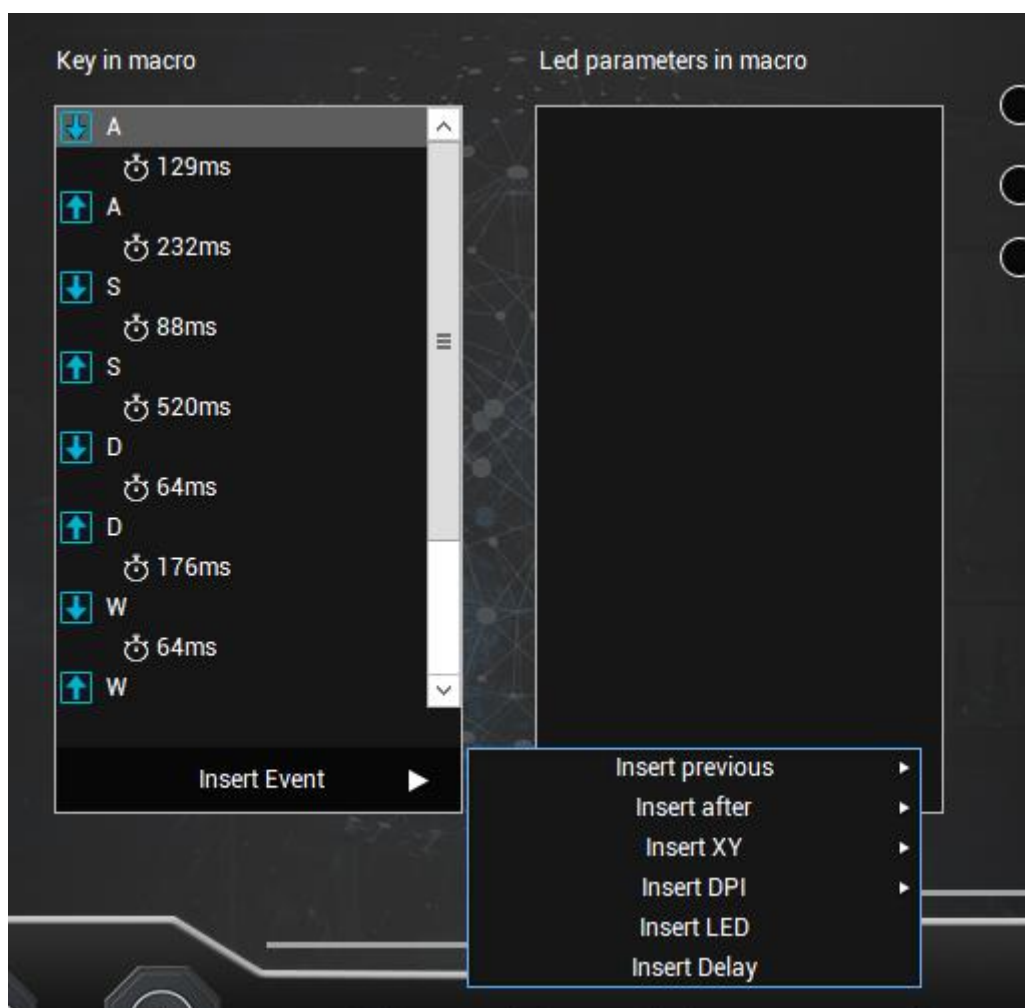 Key in macro
Led parameters in macro
A
129ms
A
232ms
S
88ms
S
520ms
D
64ms
D
176ms
W
64ms
W
Insert Event
Insert previous
Insert after
Insert XY
Insert DPI
Insert LED
Insert Delay